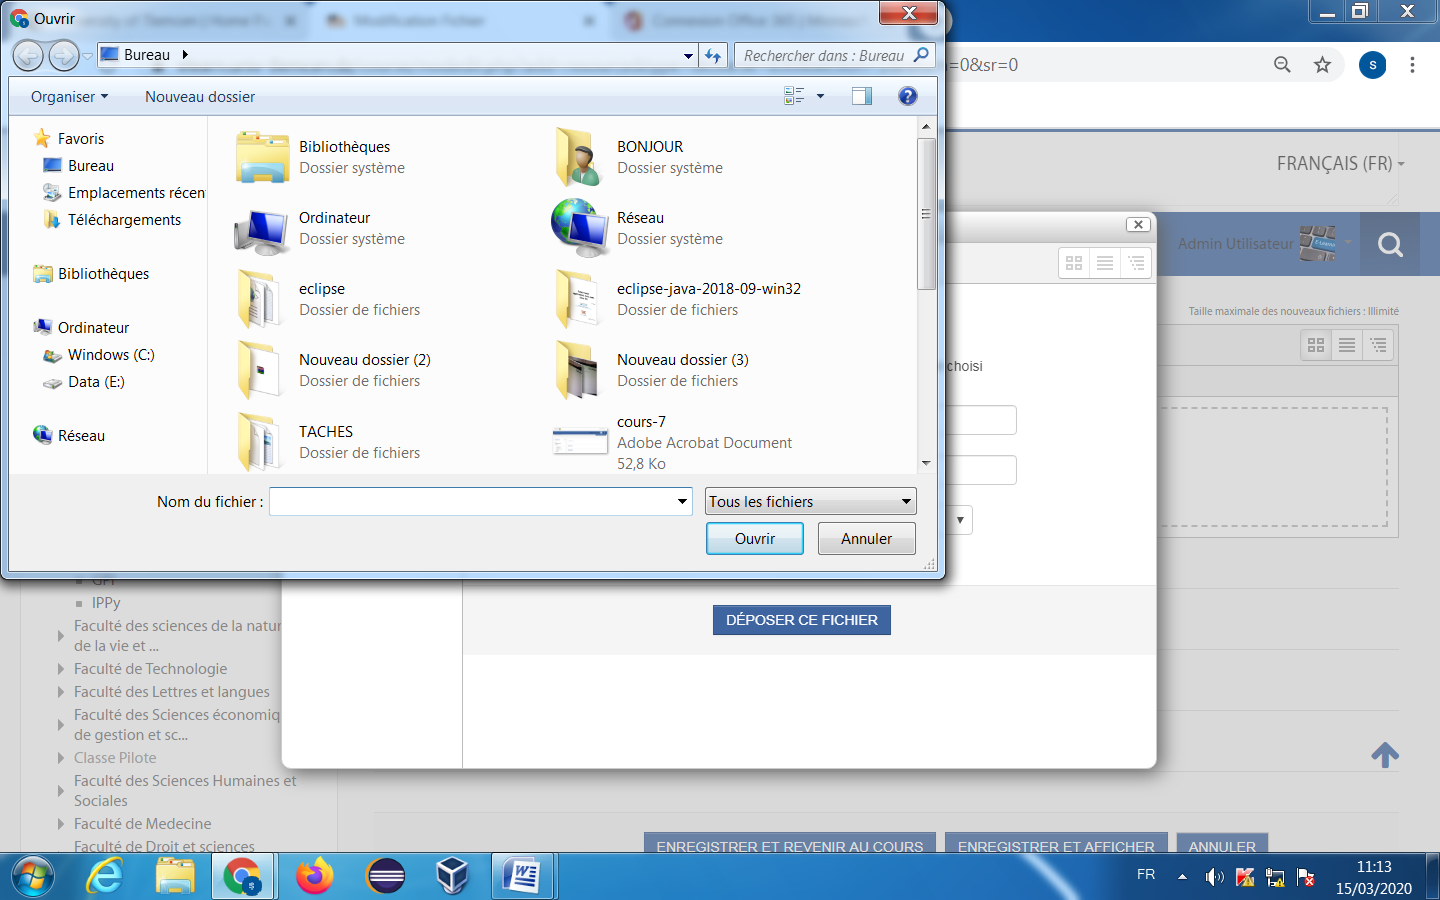 Ouvrir
Bureau
Rechercher dans : Bureau
=0&sr=0
s
Organiser
Nouveau dossier
Favoris
Bureau
Emplacements récen
Téléchargements
Bibliothèques
Ordinateur
Windows (C:)
Data (E:)
Réseau
Bibliothèques
Dossier système
BONJOUR
Dossier système
Ordinateur
Dossier système
Réseau
Dossier système
eclipse
Dossier de fichiers
eclipse-java-2018-09-win32
Dossier de fichiers
Nouveau dossier (2)
Dossier de fichiers
Nouveau dossier (3)
Dossier de fichiers
TACHES
Dossier de fichiers
cours-7
Adobe Acrobat Document
52,8 Ko
Nom du fichier :
Tous les fichiers
Ouvrir
Annuler
FRANÇAIS (FR)
Admin Utilisateur
Taille maximale des nouveaux fichiers : Illimité
choisi
DÉPOSER CE FICHIER
GPI
IPPy
Faculté des sciences de la natur
de la vie et ...
Faculté de Technologie
Faculté des Lettres et langues
Faculté des Sciences économiq
de gestion et sc...
Classe Pilote
Faculté des Sciences Humaines et
Sociales
Faculté de Medecine
Faculté de Droit et sciences
ENREGISTRER ET REVENIR AU COURS
ENREGISTRER ET AFFICHER
ANNULER
FR
11:13
15/03/2020